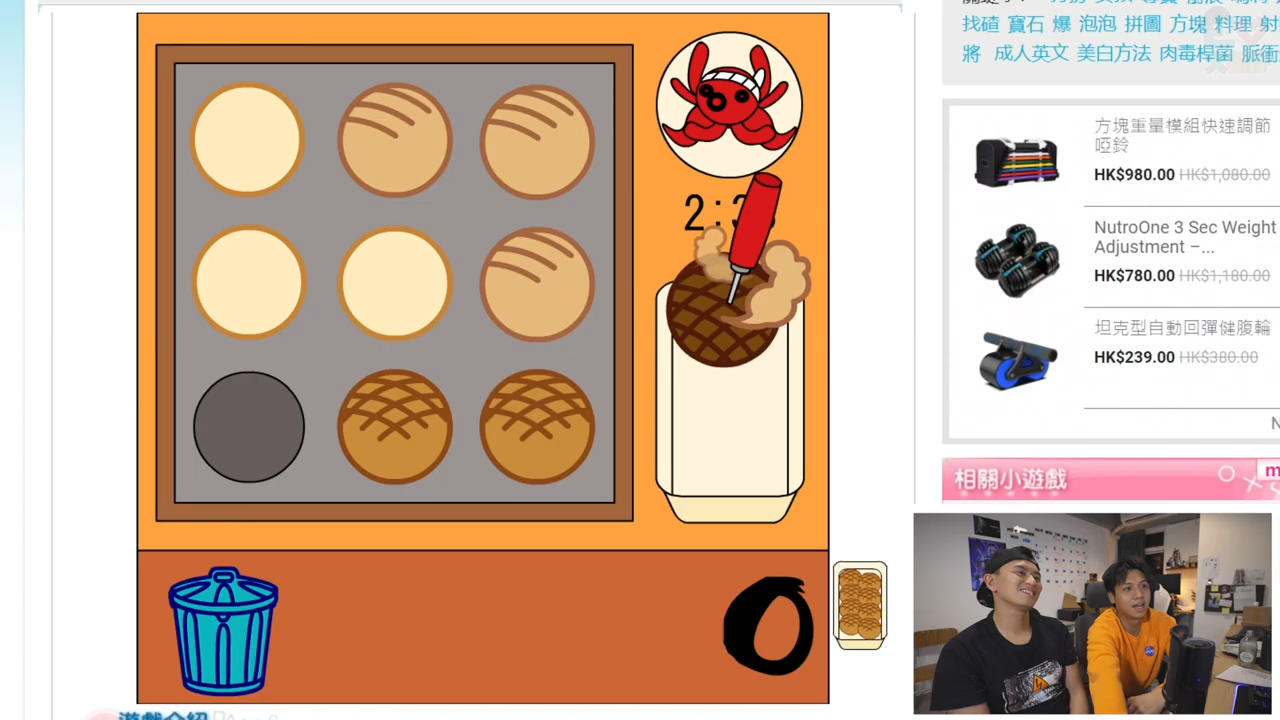 找碴 寶石 爆 泡泡 拼圖 方塊 料理
將 成人英文 美白方法 肉毒桿菌
方塊重量模組快速調節
啞鈴
HK$980.00 HK$1,080.00
NutroOne 3 Sec Weight
Adjustment –...
HK$780.00 HK$1,180.00
坦克型自動回彈健腹輪
HK$239.00 HK$380.00
相關小遊戲
0